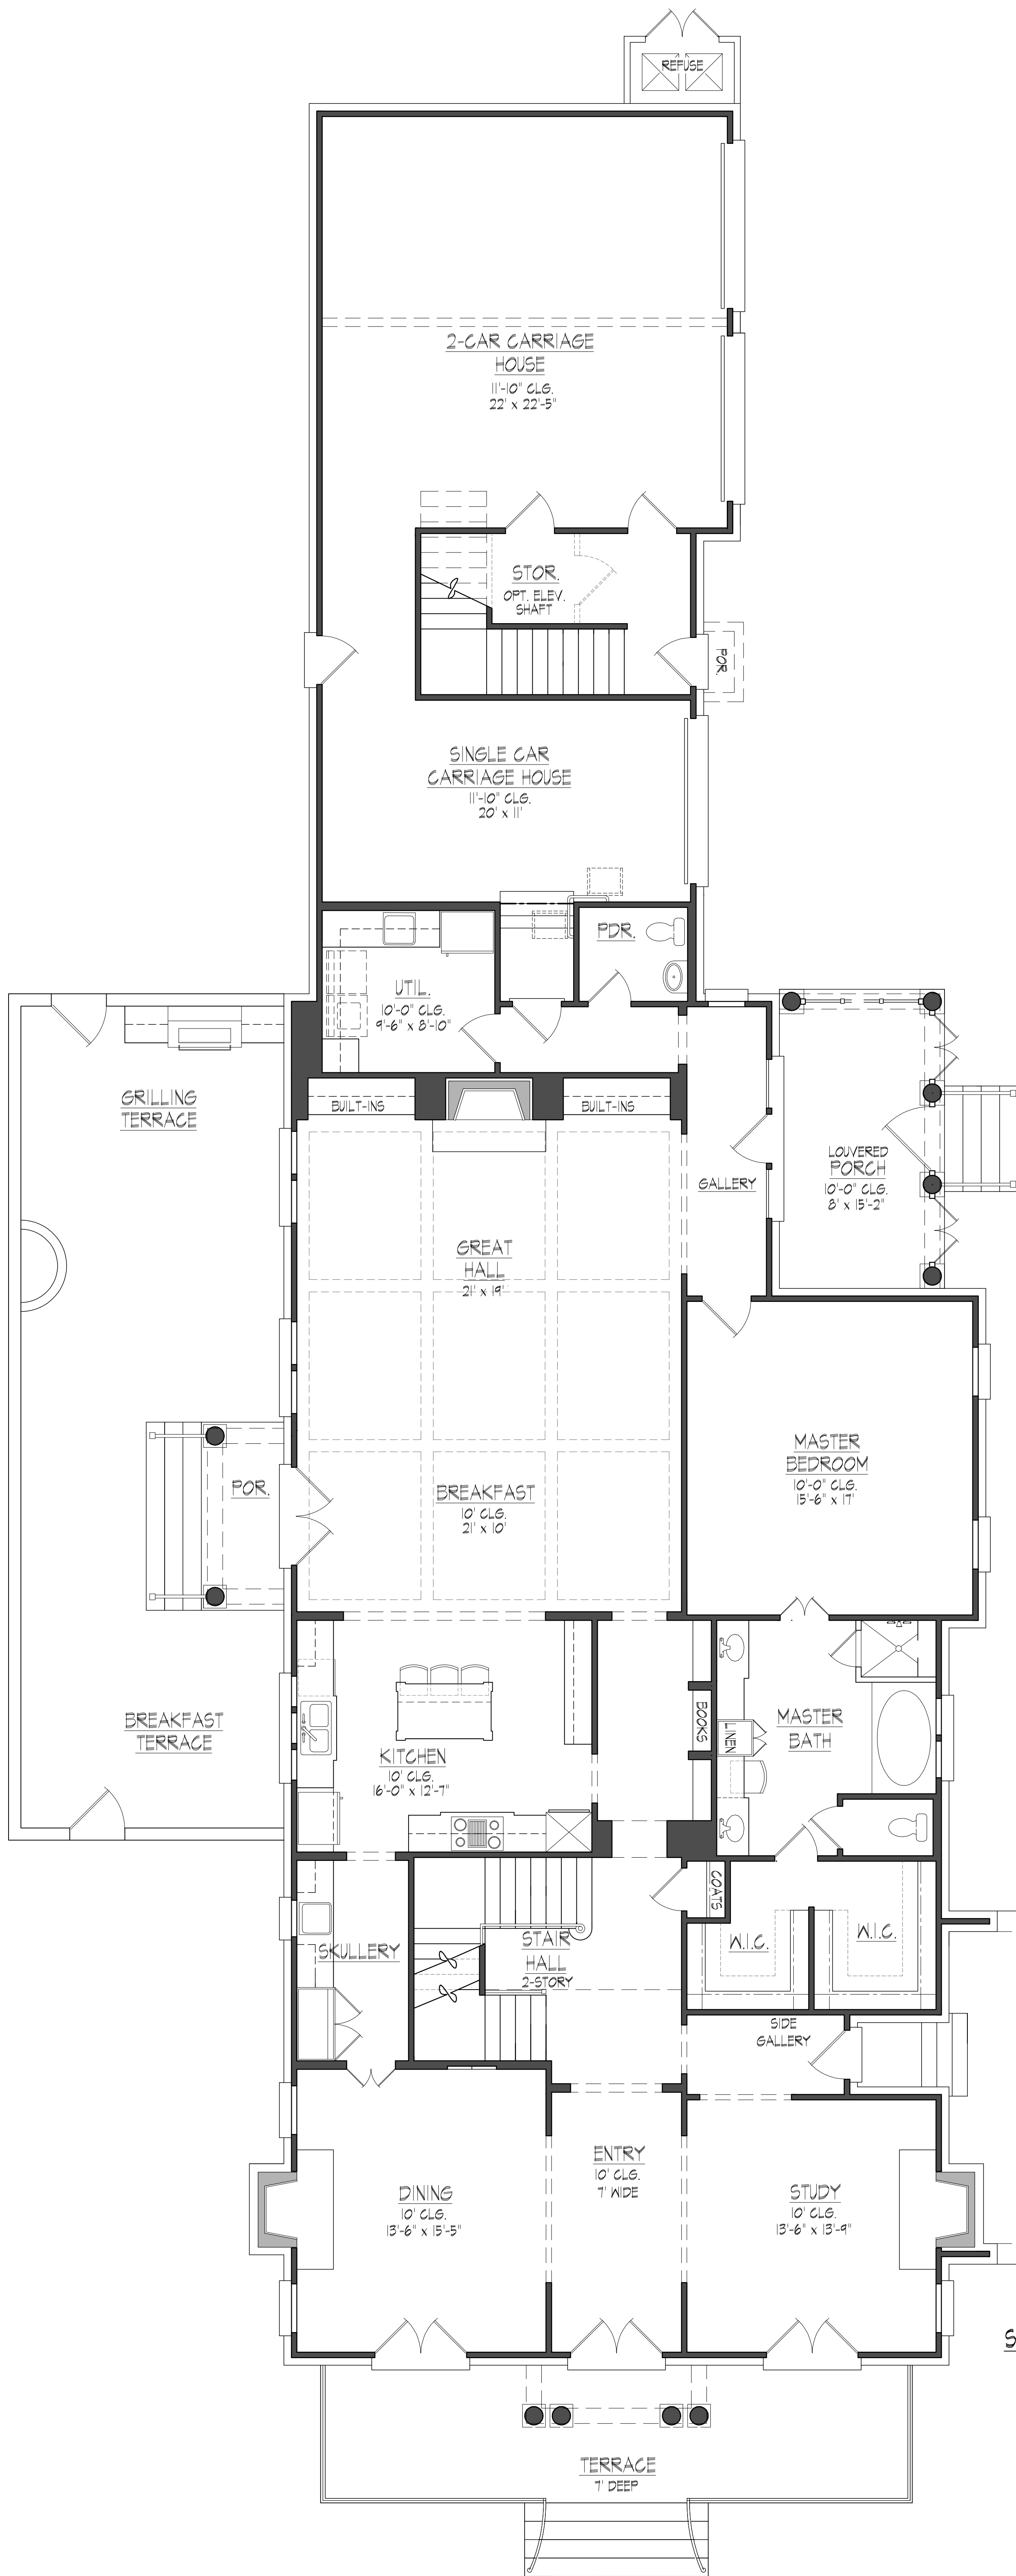 REFUSE
2-CAR CARRIAGE
HOUSE
11'-10" CLG.
22' x 22'-5"
STOR.
OPT. ELEV.
SHAFT
POR.
SINGLE CAR
CARRIAGE HOUSE
11'-10" CLG.
20' x 11'
PDR.
UTIL.
10'-0" CLG.
9'-6" x 8'-10"
GRILLING
TERRACE
BUILT-INS
BUILT-INS
GALLERY
LOUVERED
PORCH
10'-0" CLG.
8' x 15'-2"
GREAT
HALL
21' x 19'
MASTER
BEDROOM
10'-0" CLG.
15'-6" x 17'
POR.
BREAKFAST
10' CLG.
21' x 10'
BREAKFAST
TERRACE
KITCHEN
10' CLG.
16'-0" x 12'-7"
BOOKS
LINEN
MASTER
BATH
COATS
SKULLERY
STAIR
HALL
2-STORY
W.I.C.
W.I.C.
SIDE
GALLERY
ENTRY
10' CLG.
7' WIDE
DINING
10' CLG.
13'-6" x 15'-5"
STUDY
10' CLG.
13'-6" x 13'-9"
S
TERRACE
7' DEEP